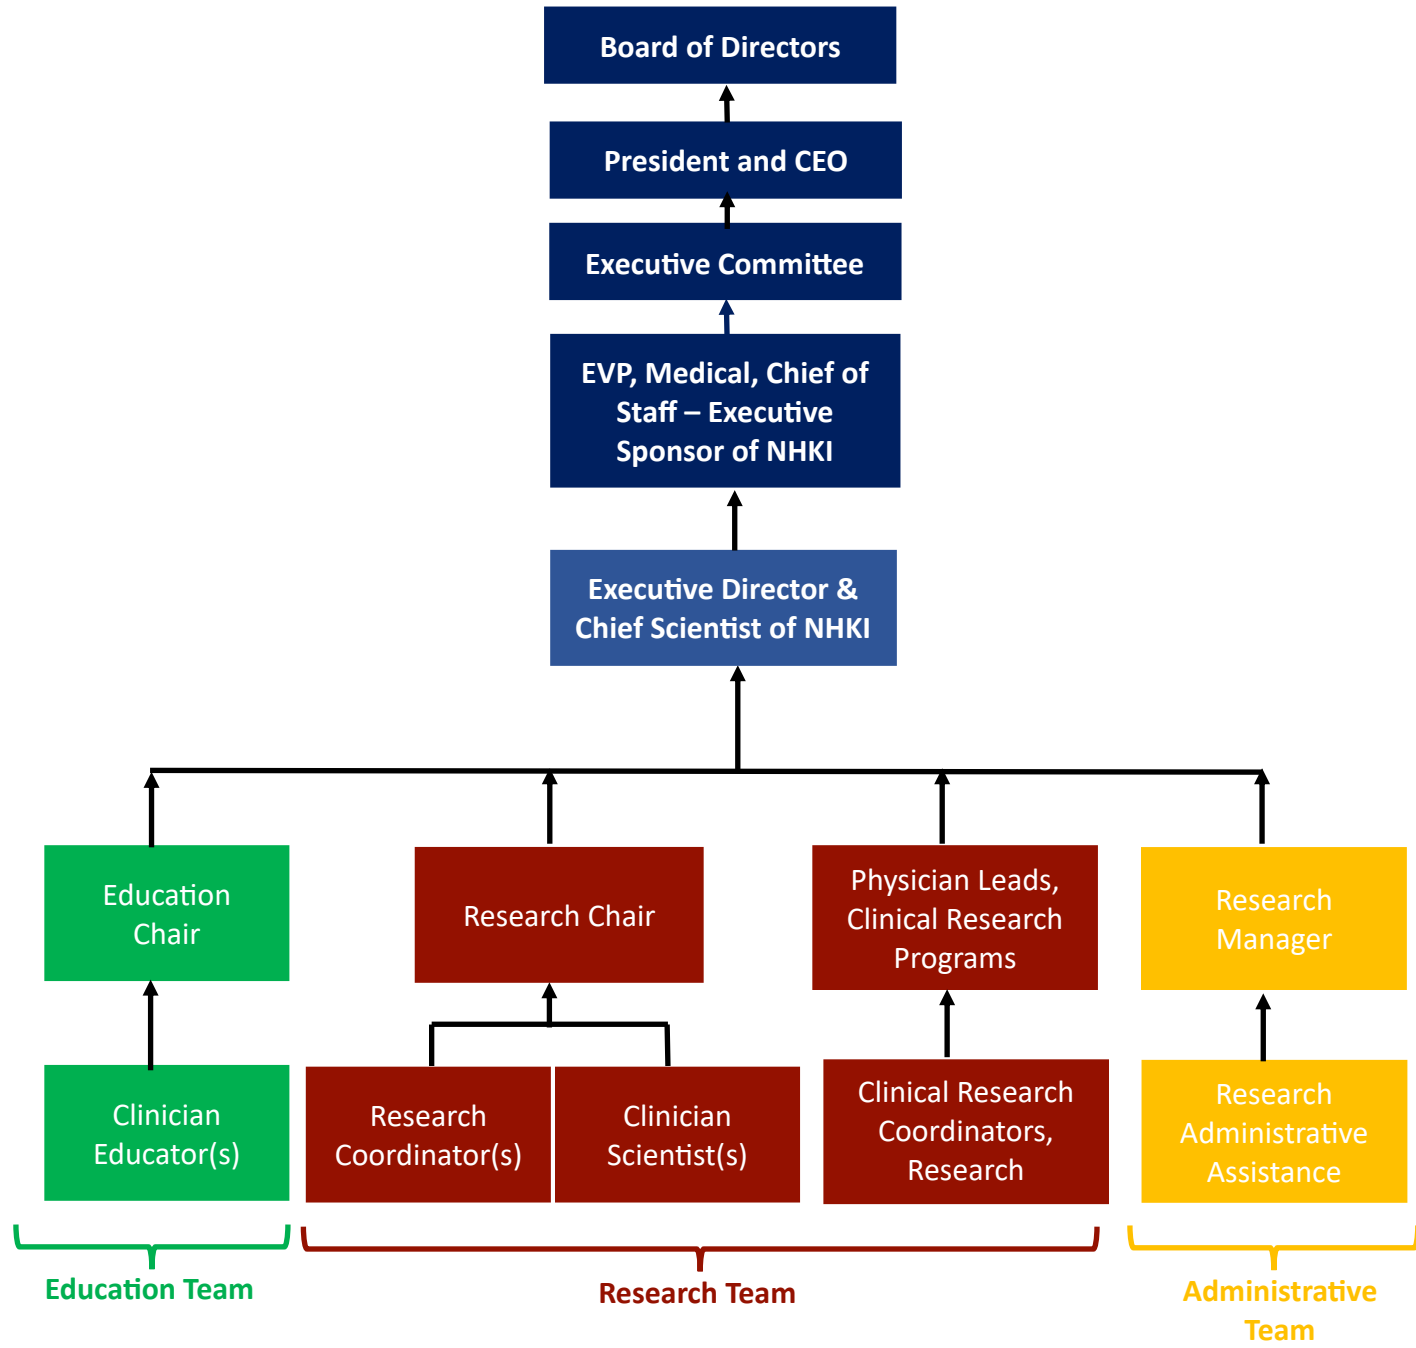 Board of Directors
President and CEO
Executive Committee
EVP, Medical, Chief of
Staff – Executive
Sponsor of NHKI
Executive Director &
Chief Scientist of NHKI
Education
Chair
Research Chair
Physician Leads,
Clinical Research
Programs
Research
Manager
Clinician
Educator(s)
Research
Coordinator(s)
Clinician
Scientist(s)
Clinical Research
Coordinators,
Research
Research
Administrative
Assistance
Education Team
Research Team
Administrative
Team